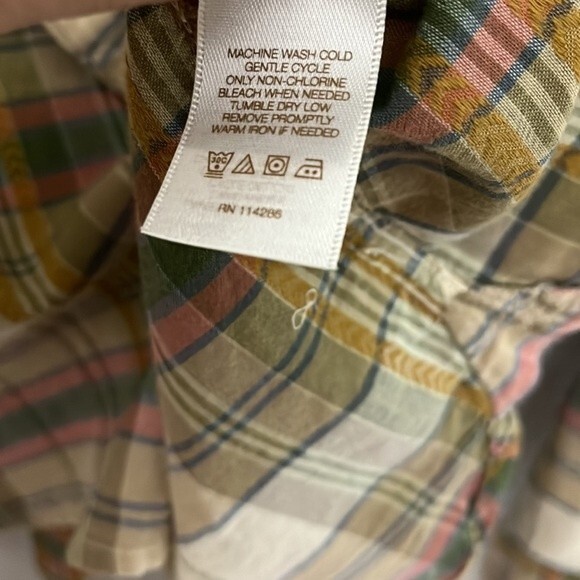 MACHINE WASH COLD
GENTLE CYCLE
ONLY NON-CHLORINE
BLEACH WHEN NEEDED
TUMBLE DRY LOW
REMOVE PROMPTLY
WARM IRON IF NEEDED
30C
RN 114286